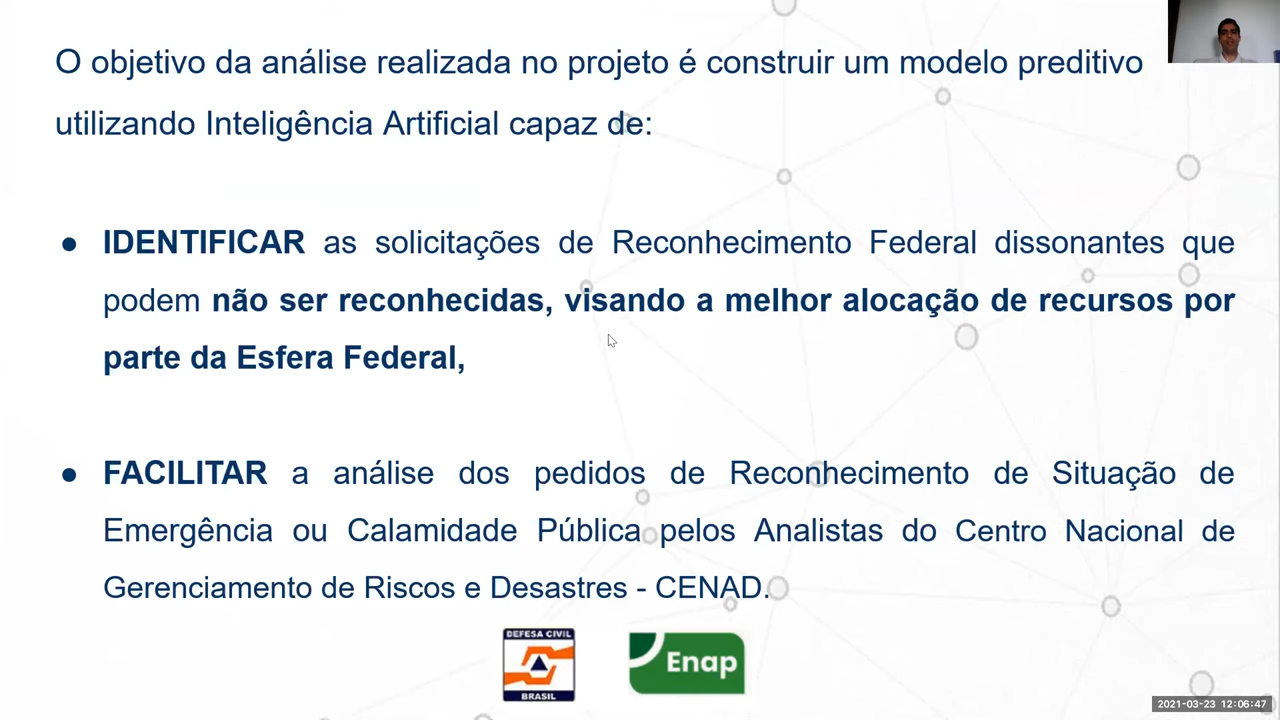 O objetivo da análise realizada no projeto é construir um modelo preditivo
utilizando Inteligência Artificial capaz de:
● IDENTIFICAR as solicitações de Reconhecimento Federal dissonantes que
podem não ser reconhecidas, visando a melhor alocação de recursos por
parte da Esfera Federal,
● FACILITAR a análise dos pedidos de Reconhecimento de Situação de
Emergência ou Calamidade Pública pelos Analistas do Centro Nacional de
Gerenciamento de Riscos e Desastres - CENAD.
DEFESA CIVIL
BRASIL
Enap
2021-03-23 12:06:47